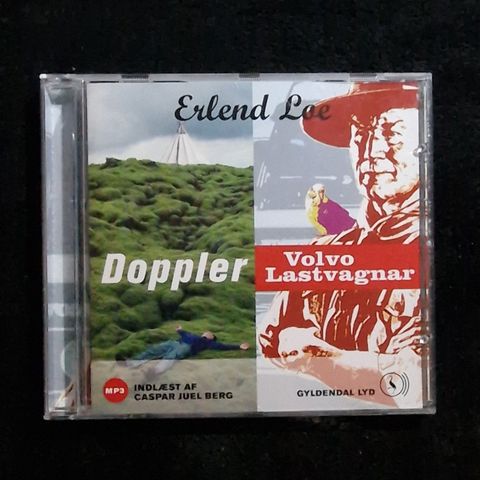 Erlend Loe
Doppler
Volvo
Lastvagnar
MP3
INDLÆST AF
CASPAR JUEL BERG
GYLDENDAL LYD